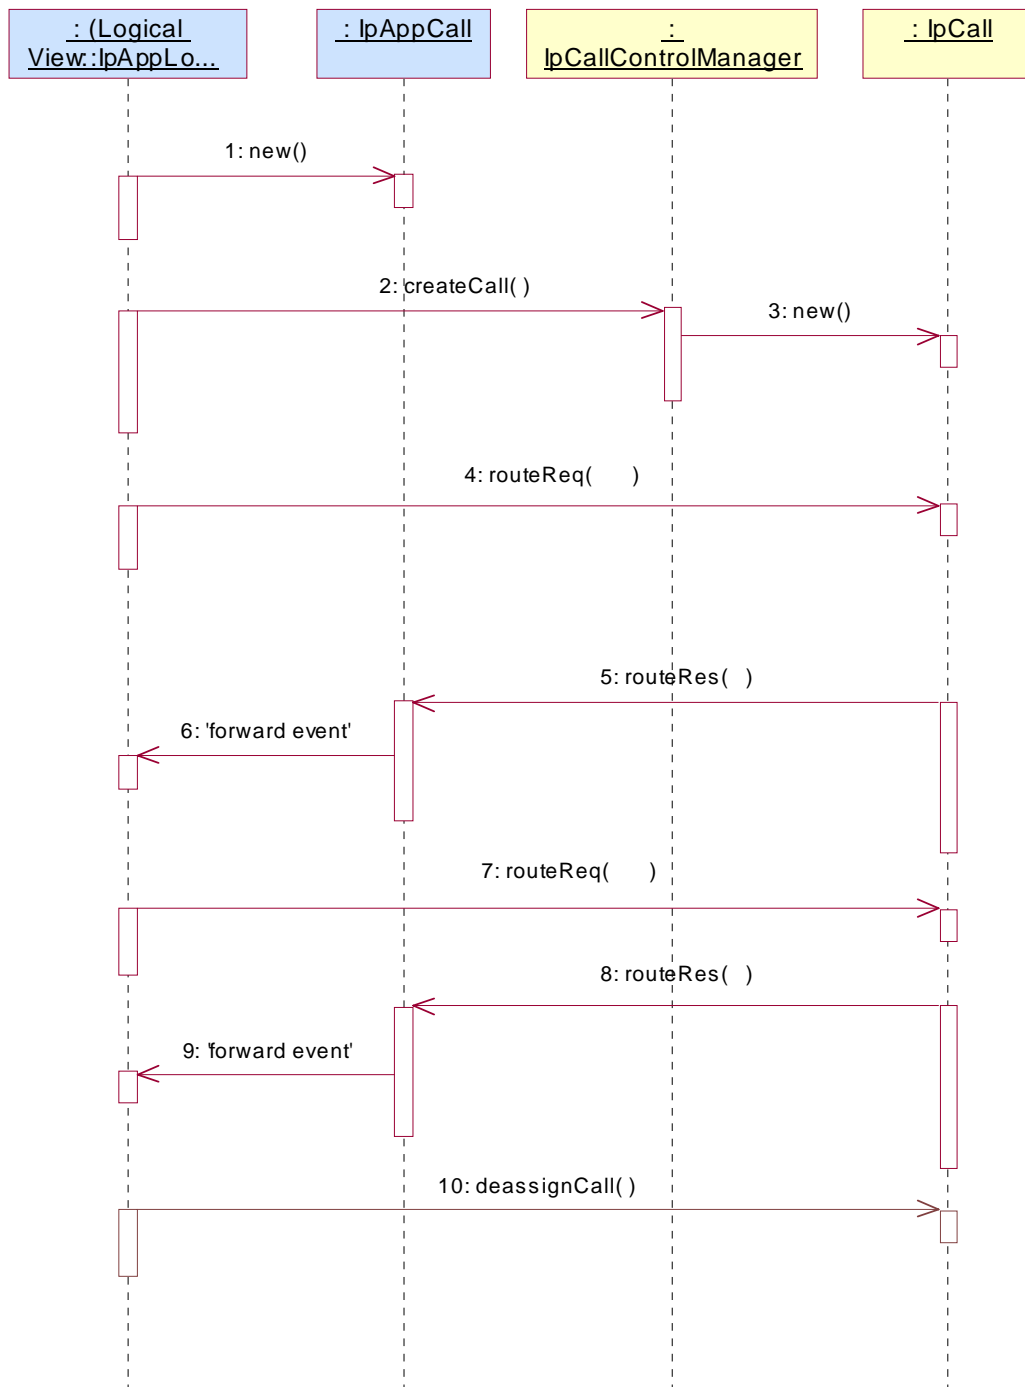 : (Logical
View::IpAppLo...
: IpAppCall
:
IpCallControlManager
: IpCall
1: new()
2: createCall( )
3: new()
4: routeReq(      )
5: routeRes(   )
6: 'forward event'
7: routeReq(      )
8: routeRes(   )
9: 'forward event'
10: deassignCall( )